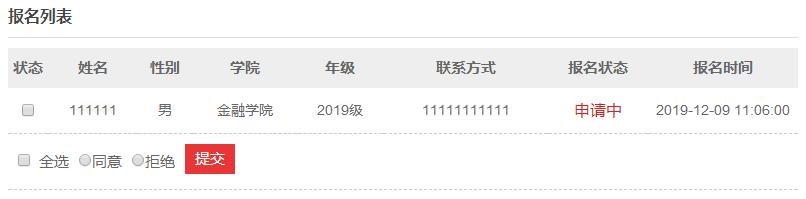 报名列表
状态 姓名 性别 学院 年级 联系方式 报名状态 报名时间
111111 男 金融学院 2019级 11111111111 申请中 2019-12-09 11:06:00
全选 同意 拒绝 提交